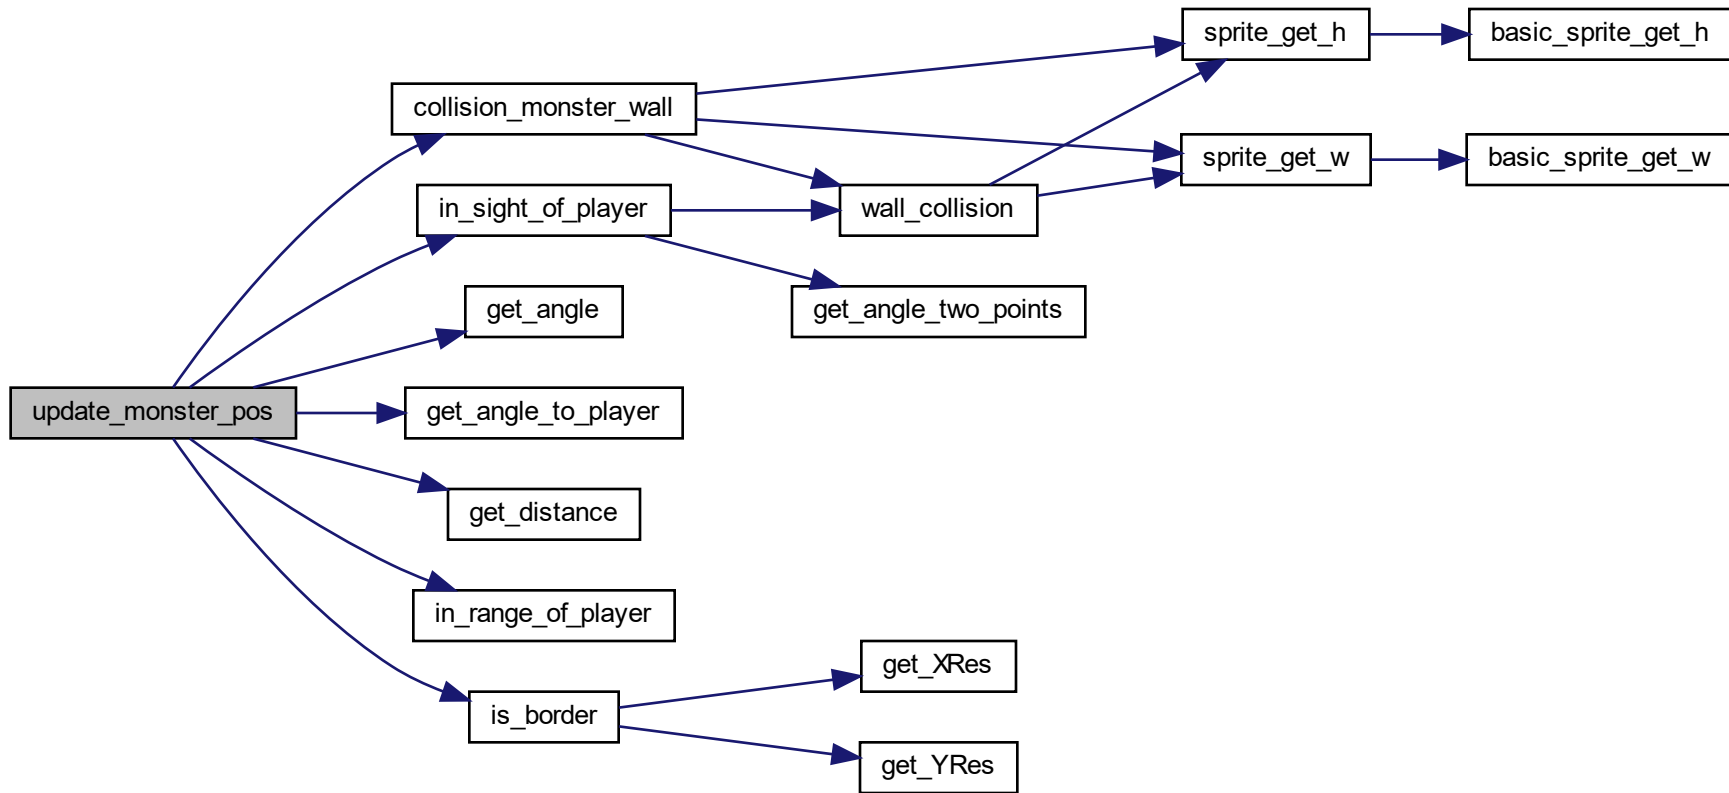 sprite_get_h
basic_sprite_get_h
collision_monster_wall
sprite_get_w
basic_sprite_get_w
in_sight_of_player
wall_collision
get_angle
get_angle_two_points
update_monster_pos
get_angle_to_player
get_distance
in_range_of_player
get_XRes
is_border
get_YRes